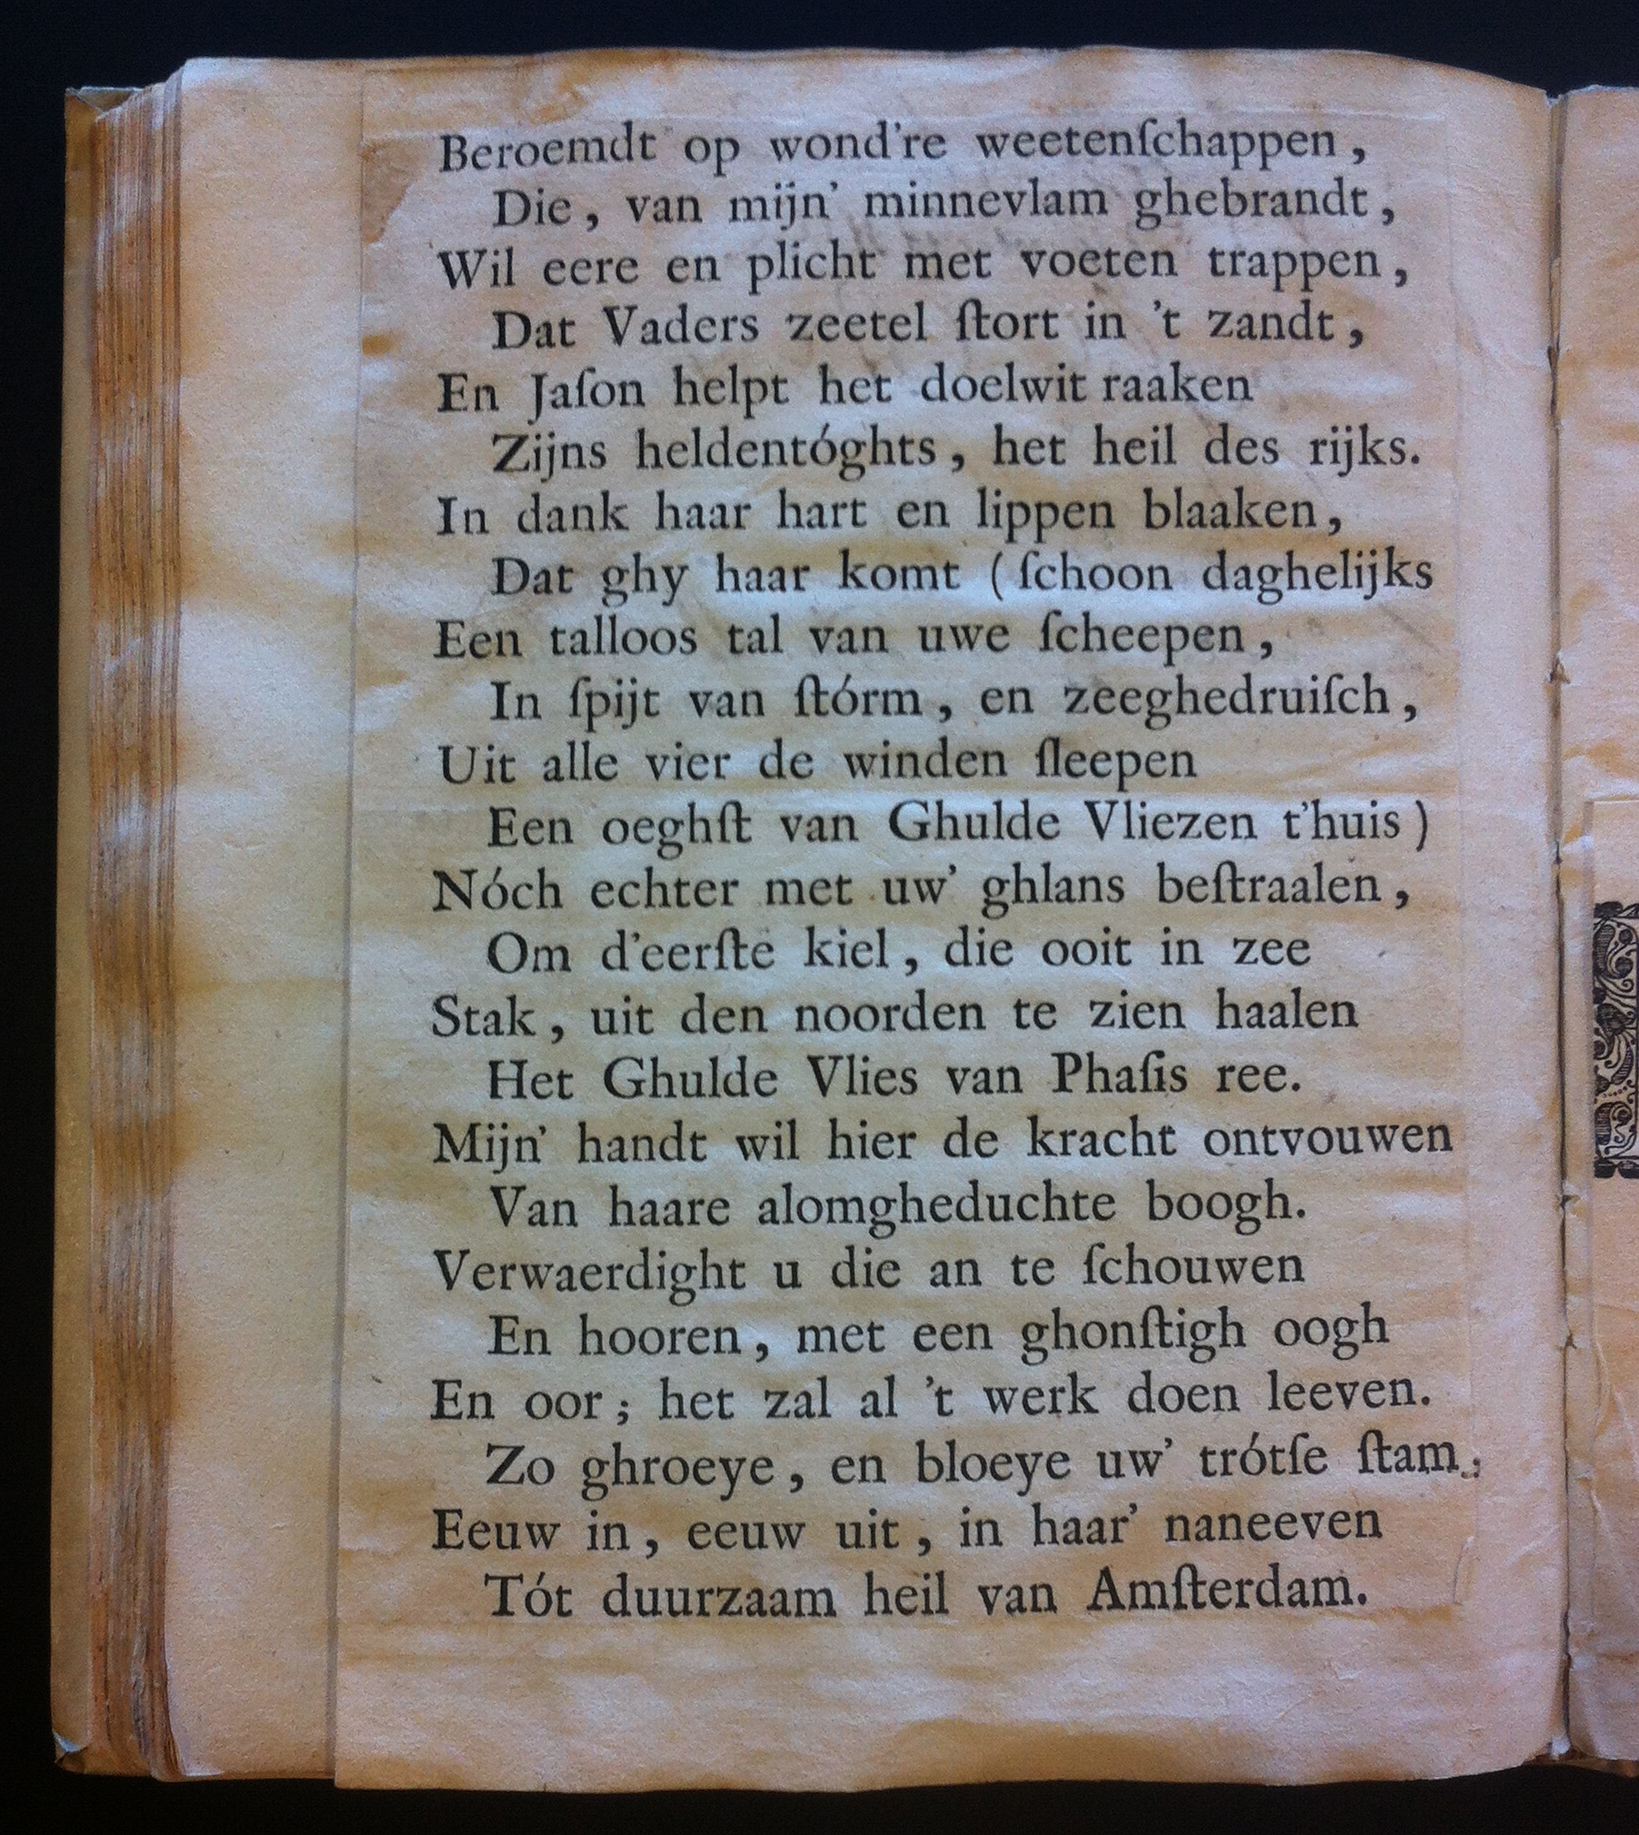 Beroemdt op wond're weetenſchappen,
Die, van mijn' minnevlam ghebrandt,
Wil eere en plicht met voeten trappen,
Dat Vaders zeetel ſtort in 't zandt,
En Jaſon helpt het doelwit raaken
Zijns heldentóghts, het heil des rijks.
In dank haar hart en lippen blaaken,
Dat ghy haar komt (ſchoon daghelijks
Een talloos tal van uwe ſcheepen,
In ſpijt van ſtórm, en zeeghedruiſch,
Uit alle vier de winden ſleepen
Een oeghſt van Ghulde Vliezen t'huis)
Nóch echter met uw' ghlans beſtraalen,
Om d'eerſte kiel, die ooit in zee
Stak, uit den noorden te zien haalen
Het Ghulde Vlies van Phaſis ree.
Mijn' handt wil hier de kracht ontvouwen
Van haare alomgheduchte boogh.
Verwaerdight u die an te ſchouwen
En hooren, met een ghonſtigh oogh
En oor; het zal al 't werk doen leeven.
Zo ghroeye, en bloeye uw' trótſe ſtam,
Eeuw in, eeuw uit, in haar' naneeven
Tót duurzaam heil van Amſterdam.